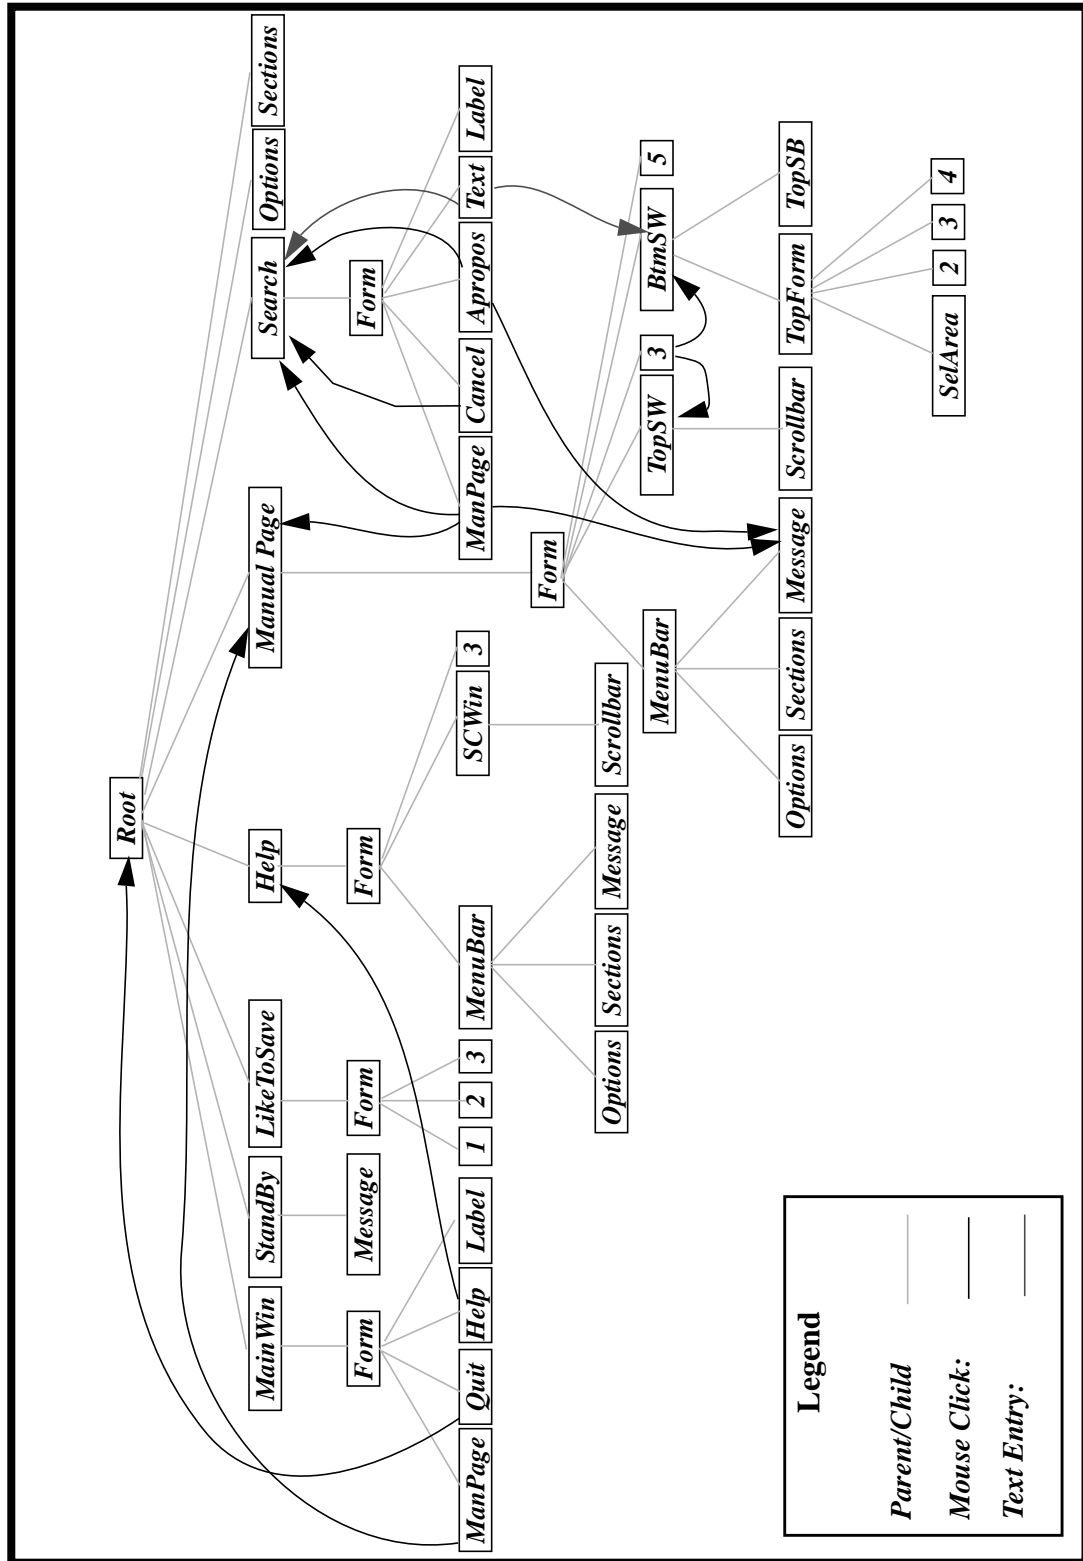 Root
MainWin
StandBy
LikeToSave
Help
Manual Page
Search
Options
Sections
Form
Message
Form
Form
Form
ManPage
Quit
Help
Label
1
2
3
MenuBar
SCWin
3
ManPage
Cancel
Apropos
Text
Label
Form
Options
Sections
Message
Scrollbar
MenuBar
TopSW
3
BtmSW
5
Options
Sections
Message
Scrollbar
TopForm
TopSB
SelArea
2
3
4
Legend
Parent/Child
Mouse Click:
Text Entry: